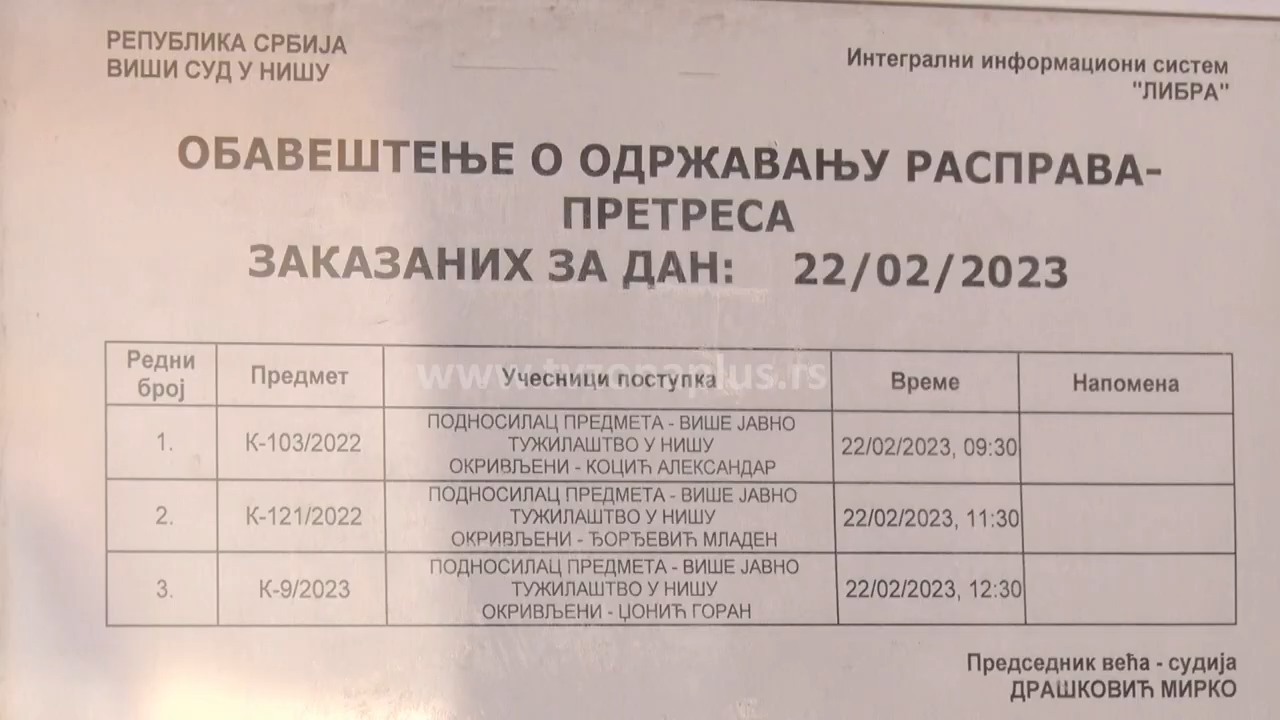 РЕПУБЛИКА СРБИЈА
ВИШИ СУД У НИШУ
Интегрални информациони систем
"ЛИБРА"
ОБАВЕШТЕЊЕ О ОДРЖАВАЊУ РАСПРАВА-
ПРЕТРЕСА
ЗАКАЗАНИХ ЗА ДАН: 22/02/2023
www.tvzonaplus.rs
Редни
број
Предмет
Учесници поступка
Време
Напомена
1.
К-103/2022
ПОДНОСИЛАЦ ПРЕДМЕТА - ВИШЕ ЈАВНО
ТУЖИЛАШТВО У НИШУ
ОКРИВЉЕНИ - КОЦИЋ АЛЕКСАНДАР
22/02/2023, 09:30
2.
К-121/2022
ПОДНОСИЛАЦ ПРЕДМЕТА - ВИШЕ ЈАВНО
ТУЖИЛАШТВО У НИШУ
ОКРИВЉЕНИ - ЂОРЂЕВИЋ МЛАДЕН
22/02/2023, 11:30
3.
К-9/2023
ПОДНОСИЛАЦ ПРЕДМЕТА - ВИШЕ ЈАВНО
ТУЖИЛАШТВО У НИШУ
ОКРИВЉЕНИ - ЏОНИЋ ГОРАН
22/02/2023, 12:30
Председник већа - судија
ДРАШКОВИЋ МИРКО